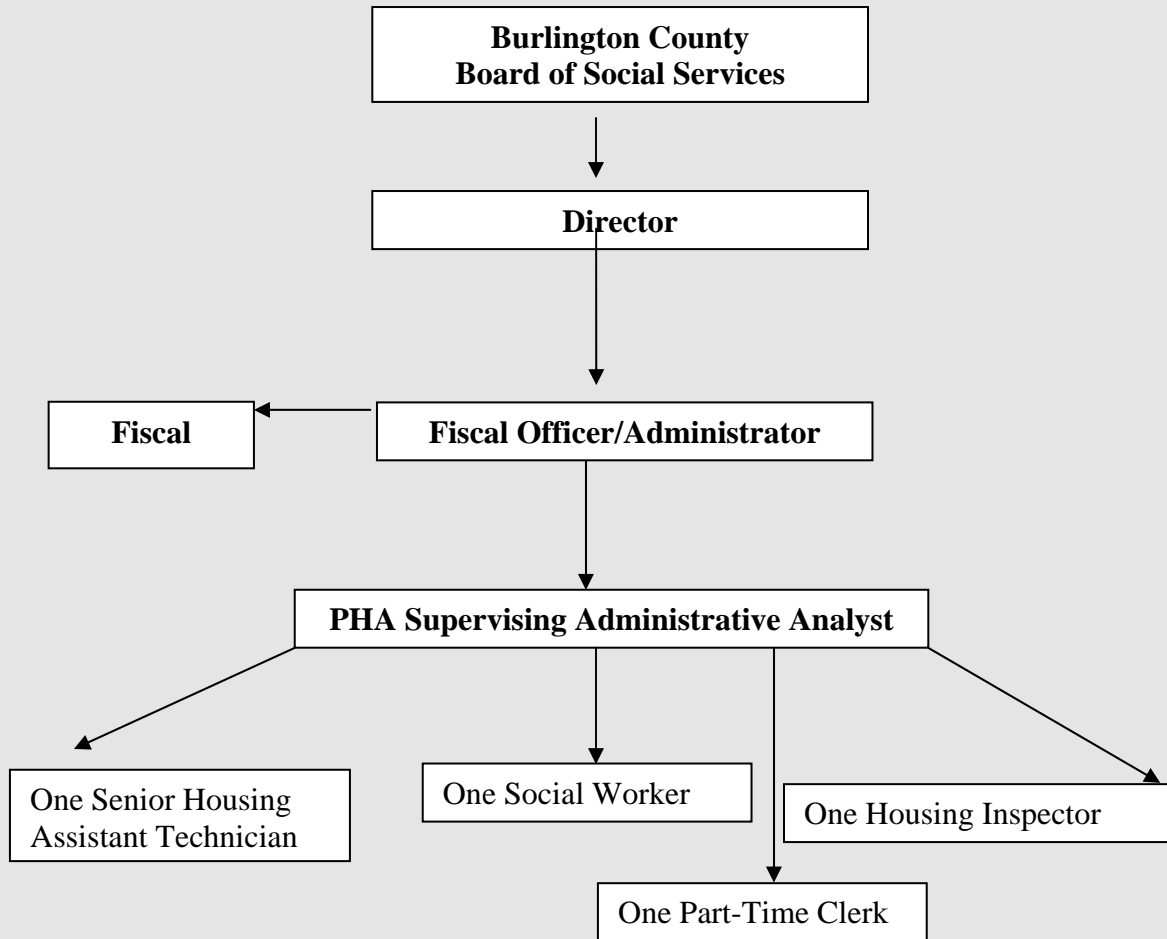 Burlington County
Board of Social Services
Director
Fiscal
Fiscal Officer/Administrator
PHA Supervising Administrative Analyst
One Senior Housing
Assistant Technician
One Social Worker
One Housing Inspector
One Part-Time Clerk